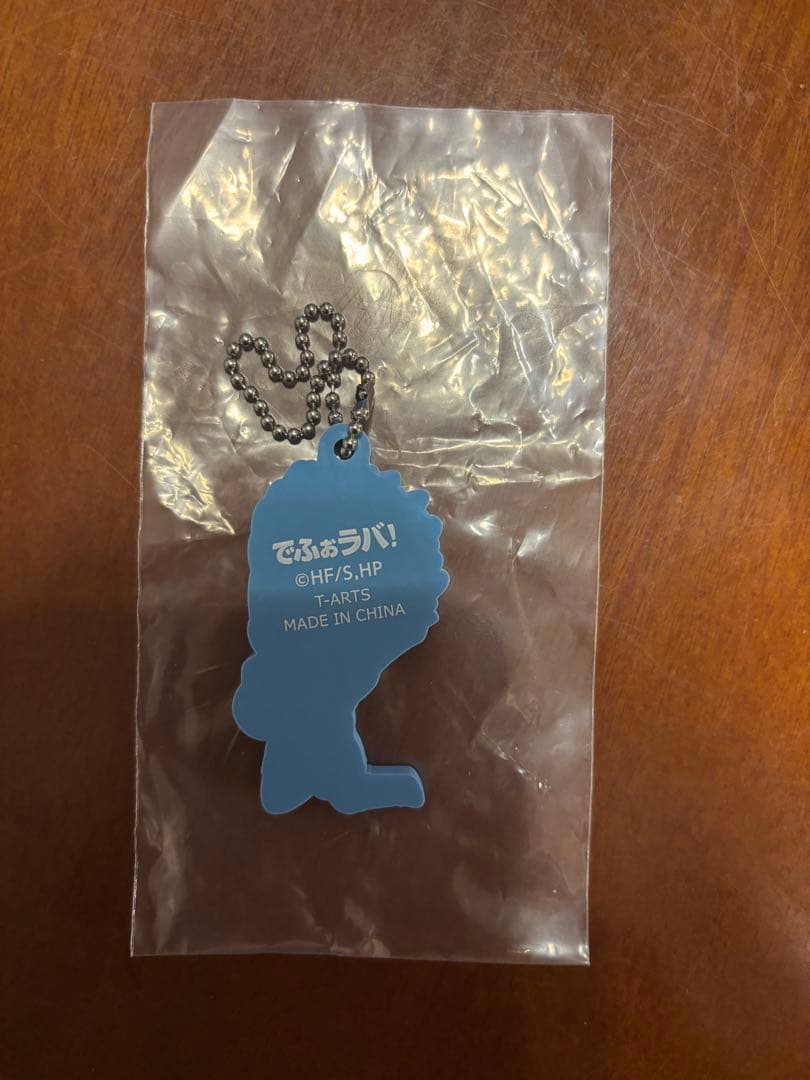 でふぉラバ!
©HF/S,HP
T-ARTS
MADE IN CHINA